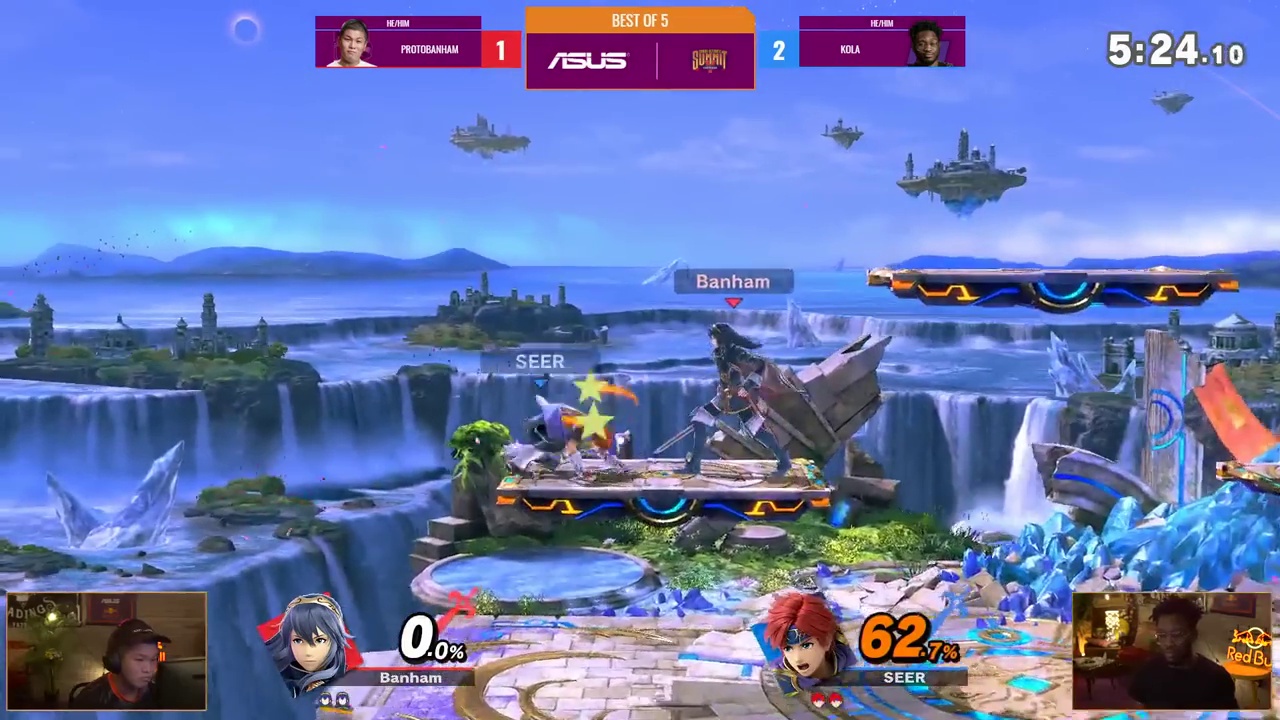 HE/HIM
PROTOBANHAM
1
BEST OF 5
ASUS
SUMMIT
2
HE/HIM
KOLA
5:24.10
Banham
SEER
0.0%
Banham
62.7%
SEER
Red Bu